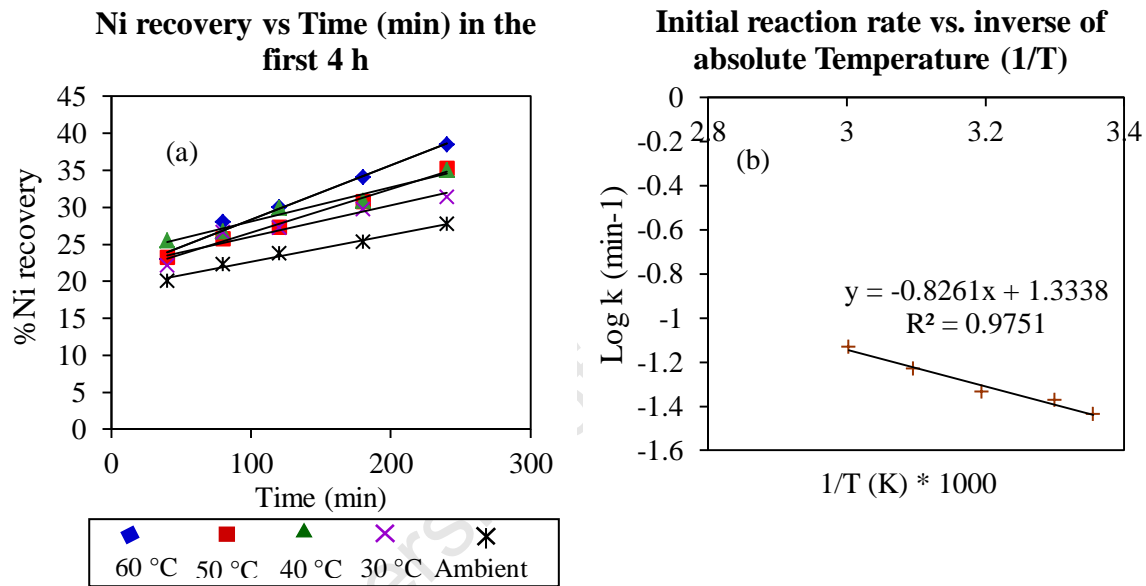 Ni recovery vs Time (min) in the
first 4 h
45
40
35
30
25
20
15
10
5
0
%Ni recovery
(a)
0
100
200
300
Time (min)
60 °C
50 °C
40 °C
30 °C
Ambient
Initial reaction rate vs. inverse of
absolute Temperature (1/T)
0
-0.2
-0.4
-0.6
-0.8
-1
-1.2
-1.4
-1.6
Log k (min-1)
2.8
3
3.2
3.4
(b)
y = -0.8261x + 1.3338
R² = 0.9751
1/T (K) * 1000